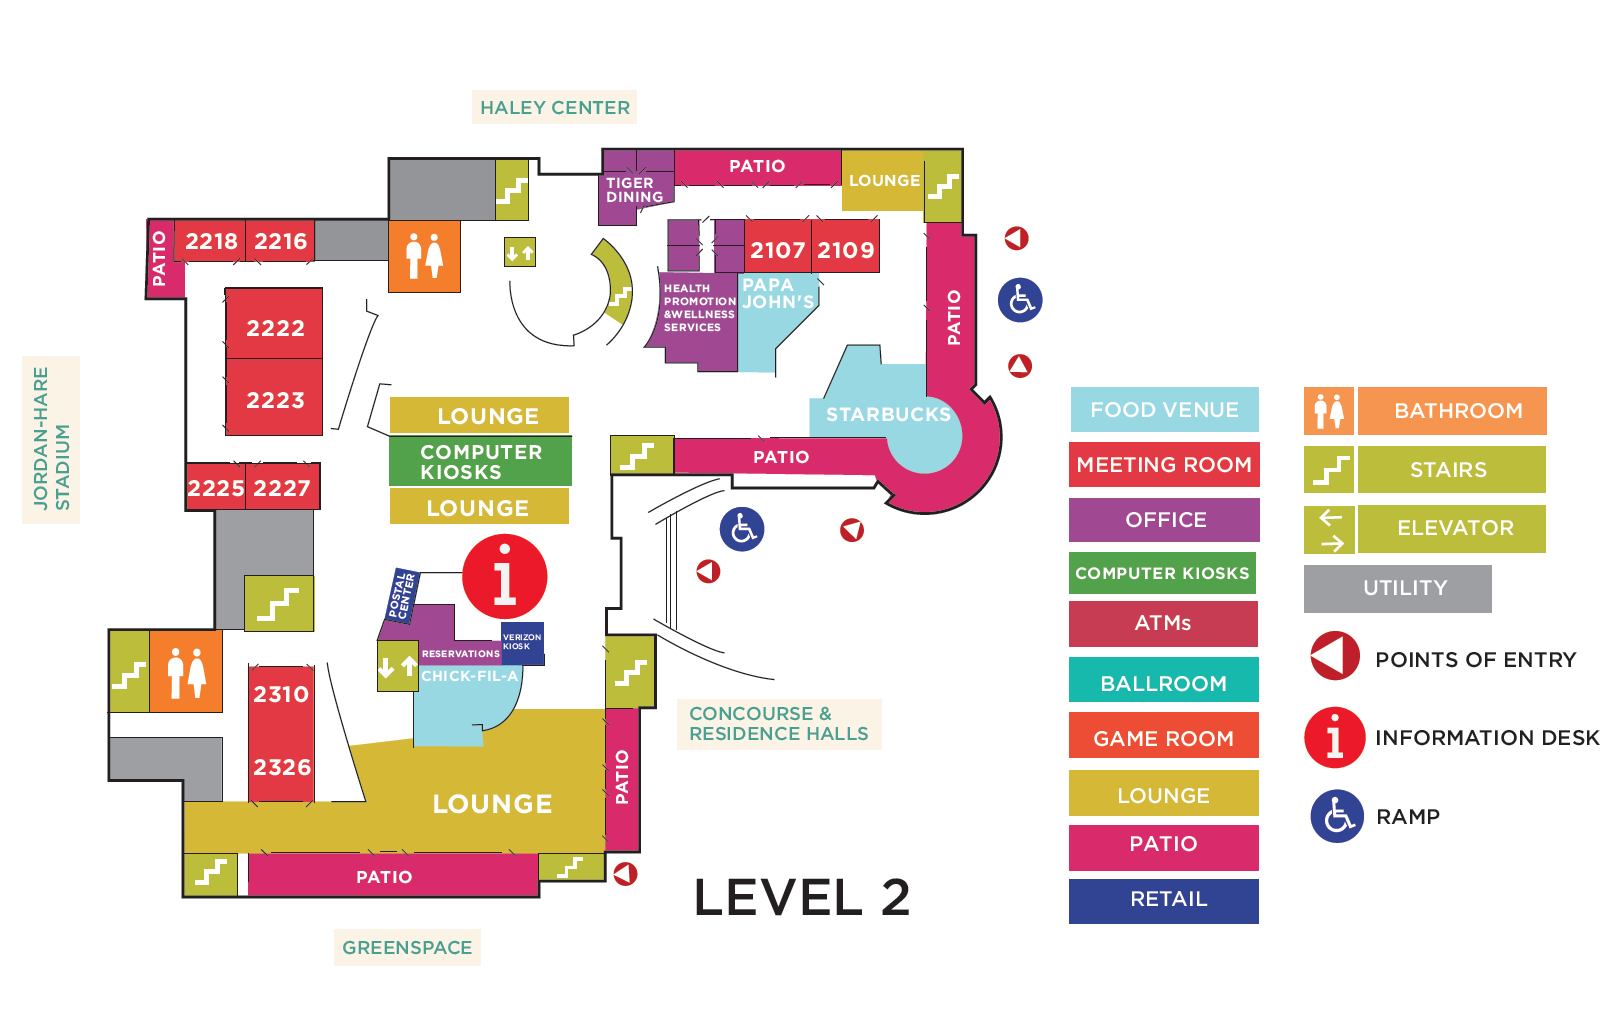 HALEY CENTER
PATIO
LOUNGE
TIGER
DINING
PATIO
2218
2216
2107
2109
HEALTH
PROMOTION
&WELLNESS
SERVICES
PAPA
JOHN'S
PATIO
2222
2223
JORDAN-HARE
STADIUM
LOUNGE
COMPUTER
KIOSKS
LOUNGE
STARBUCKS
PATIO
2225
2227
i
POSTAL
CENTER
VERIZON
KIOSK
RESERVATIONS
CHICK-FIL-A
2310
2326
CONCOURSE &
RESIDENCE HALLS
PATIO
LOUNGE
PATIO
LEVEL 2
GREENSPACE
FOOD VENUE
MEETING ROOM
OFFICE
COMPUTER KIOSKS
ATMs
BALLROOM
GAME ROOM
LOUNGE
PATIO
RETAIL
BATHROOM
STAIRS
ELEVATOR
UTILITY
POINTS OF ENTRY
i
INFORMATION DESK
RAMP